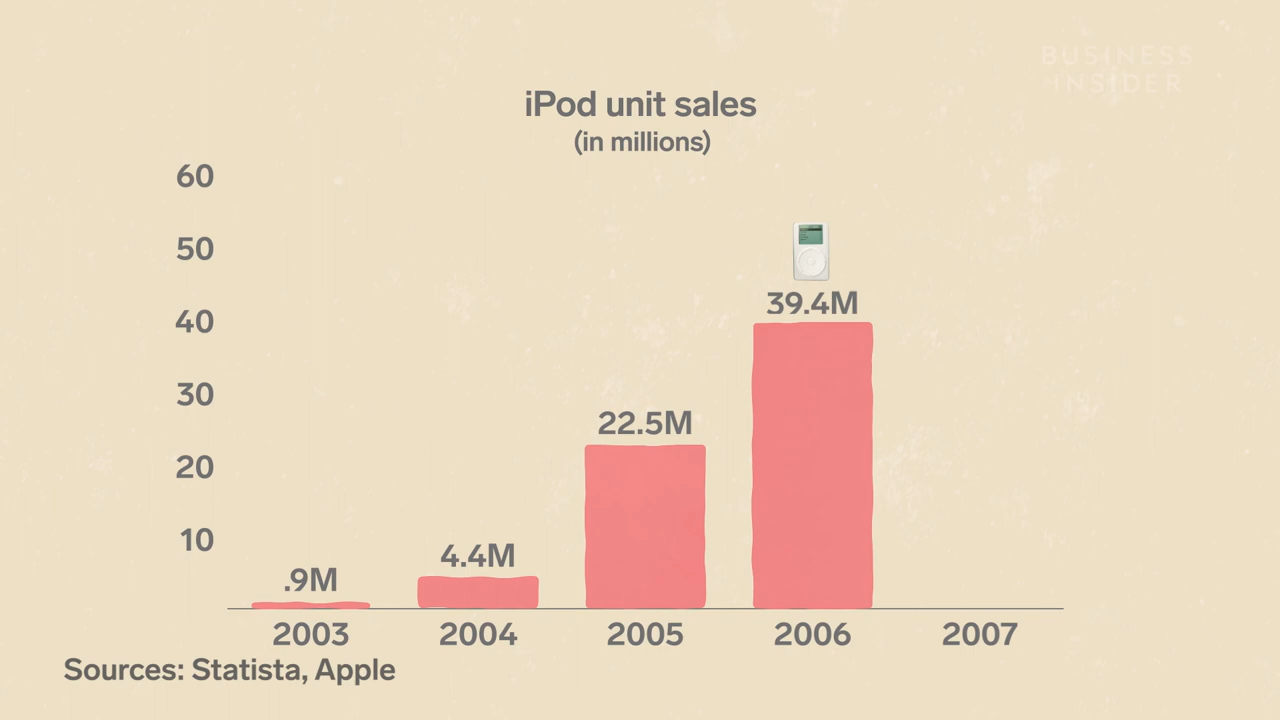 BUSINESS
INSIDER
iPod unit sales
(in millions)
60
50
40
30
20
10
.9M
4.4M
22.5M
39.4M
2003 2004 2005 2006 2007
Sources: Statista, Apple